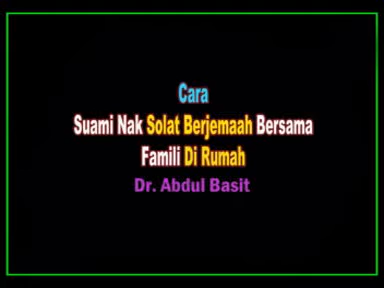 Cara
Suami Nak Solat Berjemaah Bersama
Famili Di Rumah
Dr. Abdul Basit